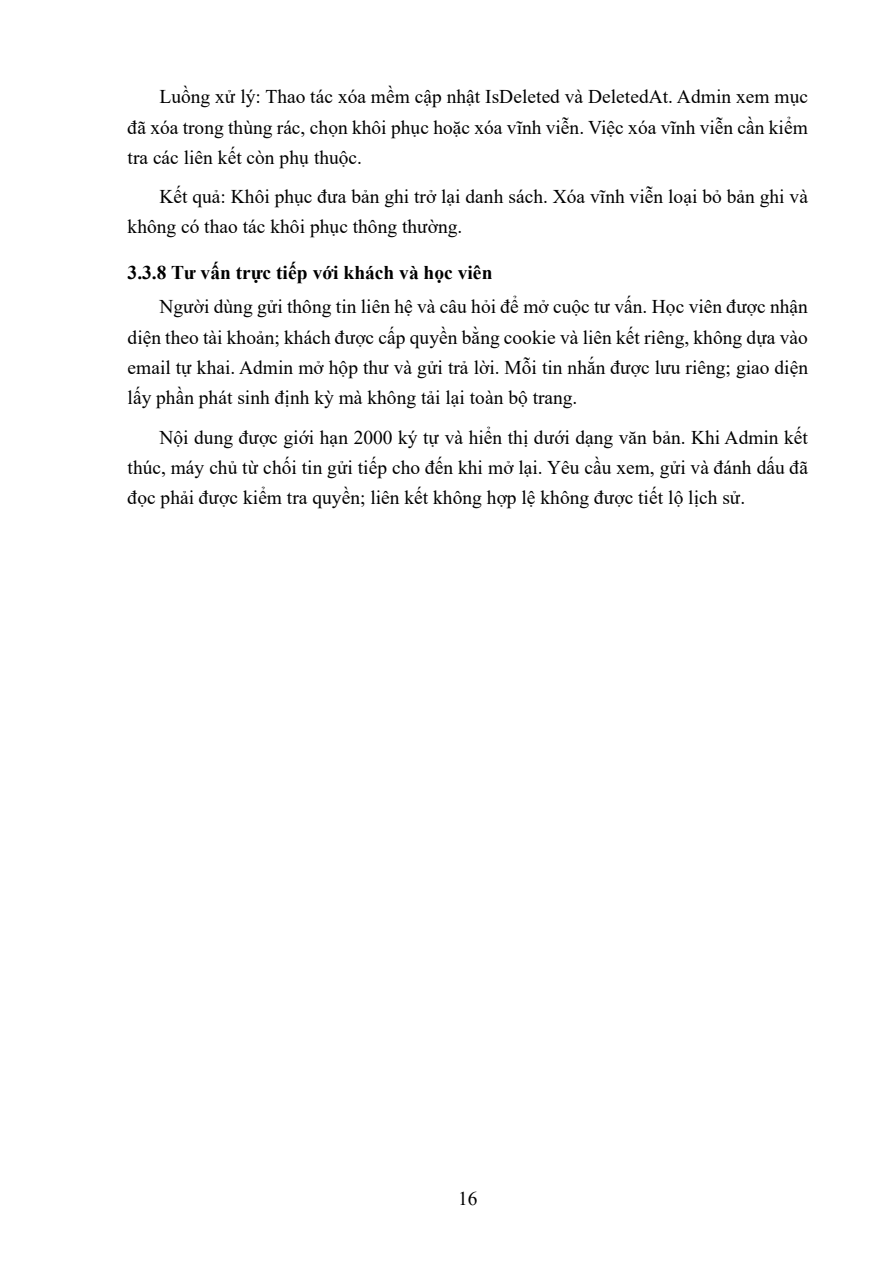 Luồng xử lý: Thao tác xóa mềm cập nhật IsDeleted và DeletedAt. Admin xem mục
đã xóa trong thùng rác, chọn khôi phục hoặc xóa vĩnh viễn. Việc xóa vĩnh viễn cần kiểm
tra các liên kết còn phụ thuộc.
Kết quả: Khôi phục đưa bản ghi trở lại danh sách. Xóa vĩnh viễn loại bỏ bản ghi và
không có thao tác khôi phục thông thường.
3.3.8 Tư vấn trực tiếp với khách và học viên
Người dùng gửi thông tin liên hệ và câu hỏi để mở cuộc tư vấn. Học viên được nhận
diện theo tài khoản; khách được cấp quyền bằng cookie và liên kết riêng, không dựa vào
email tự khai. Admin mở hộp thư và gửi trả lời. Mỗi tin nhắn được lưu riêng; giao diện
lấy phần phát sinh định kỳ mà không tải lại toàn bộ trang.
Nội dung được giới hạn 2000 ký tự và hiển thị dưới dạng văn bản. Khi Admin kết
thúc, máy chủ từ chối tin gửi tiếp cho đến khi mở lại. Yêu cầu xem, gửi và đánh dấu đã
đọc phải được kiểm tra quyền; liên kết không hợp lệ không được tiết lộ lịch sử.
16